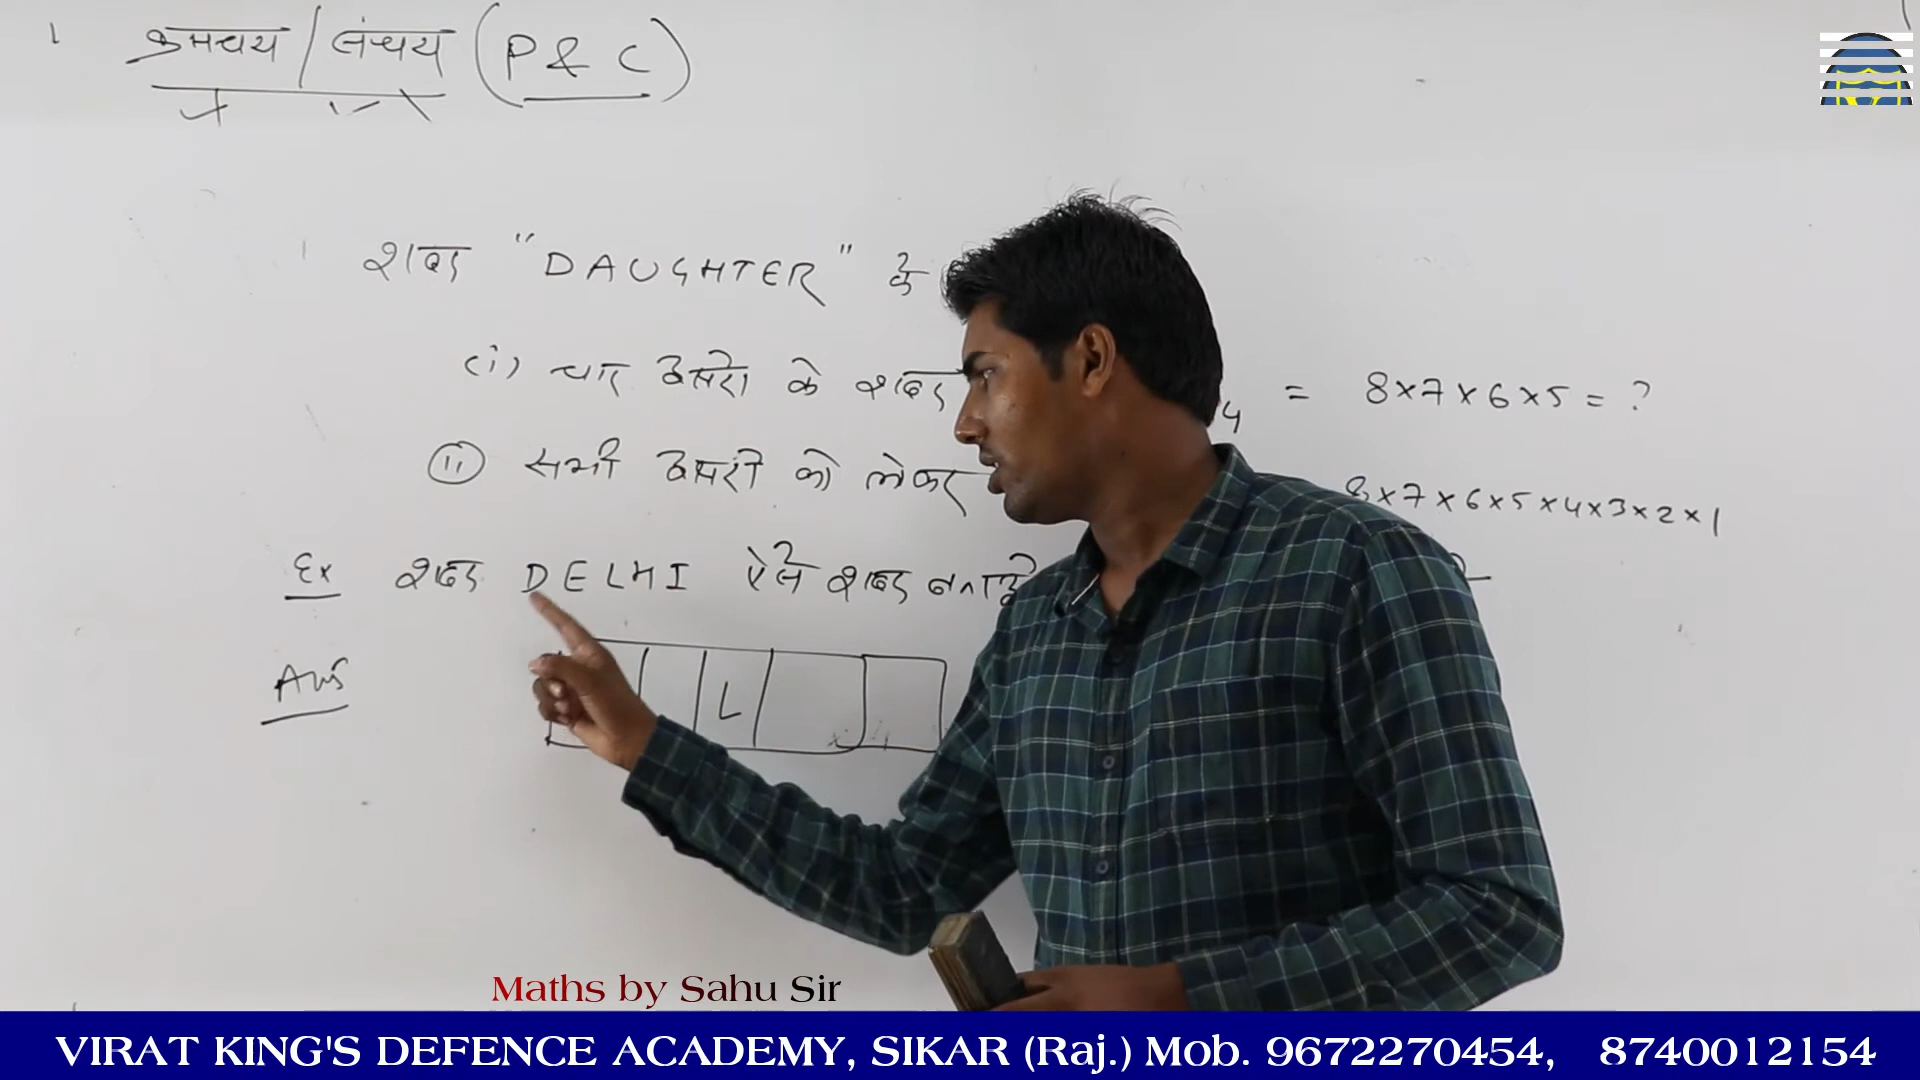 क्रमचय / संचय (P & C)
शब्द "DAUGHTER" के
(i) चार अक्षरों के शब्द 4 = 8×7×6×5 = ?
(ii) सभी अक्षरों को लेकर 8×7×6×5×4×3×2×1
Ex शब्द DELHI ऐसे शब्द बनाइये
Ans L
Maths by Sahu Sir
VIRAT KING'S DEFENCE ACADEMY, SIKAR (Raj.) Mob. 9672270454, 8740012154